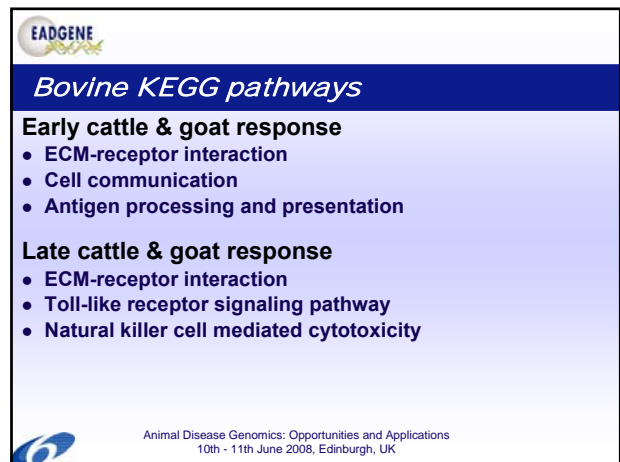 EADGENE
Bovine KEGG pathways
Early cattle & goat response
● ECM-receptor interaction
● Cell communication
● Antigen processing and presentation
Late cattle & goat response
● ECM-receptor interaction
● Toll-like receptor signaling pathway
● Natural killer cell mediated cytotoxicity
Animal Disease Genomics: Opportunities and Applications
10th - 11th June 2008, Edinburgh, UK